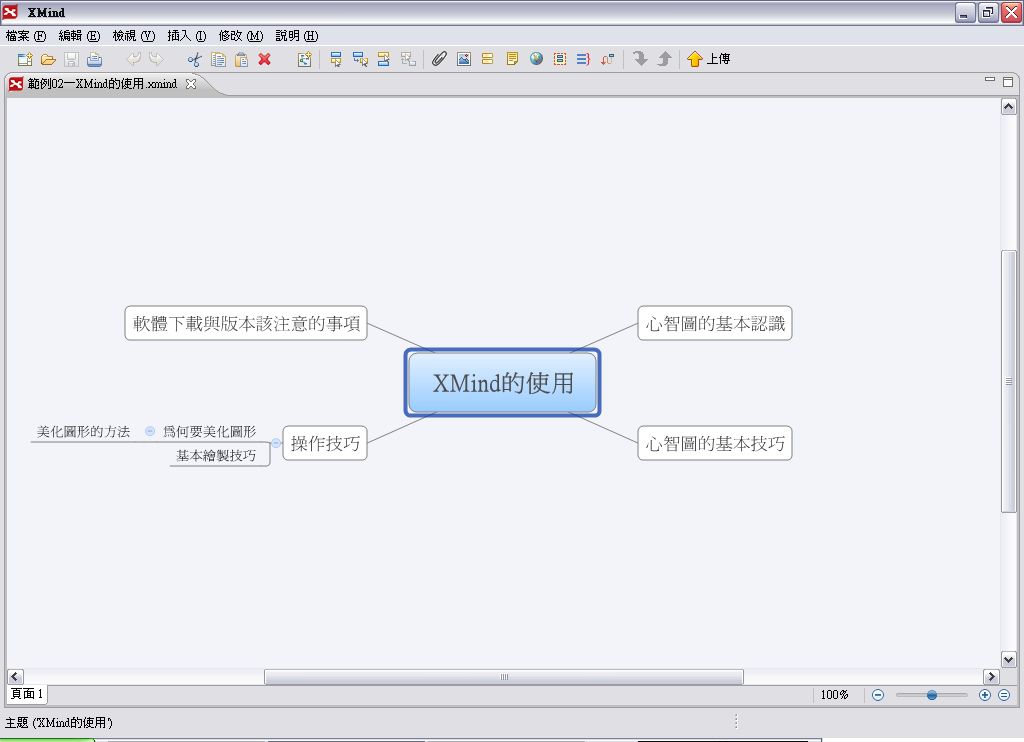 XMind
檔案 (F) 編輯 (E) 檢視 (V) 插入 (I) 修改 (M) 說明 (H)
上傳
範例02—XMind的使用.xmind
軟體下載與版本該注意的事項
心智圖的基本認識
XMind的使用
美化圖形的方法
為何要美化圖形
基本繪製技巧
操作技巧
心智圖的基本技巧
頁面 1
100%
主題 ('XMind的使用')